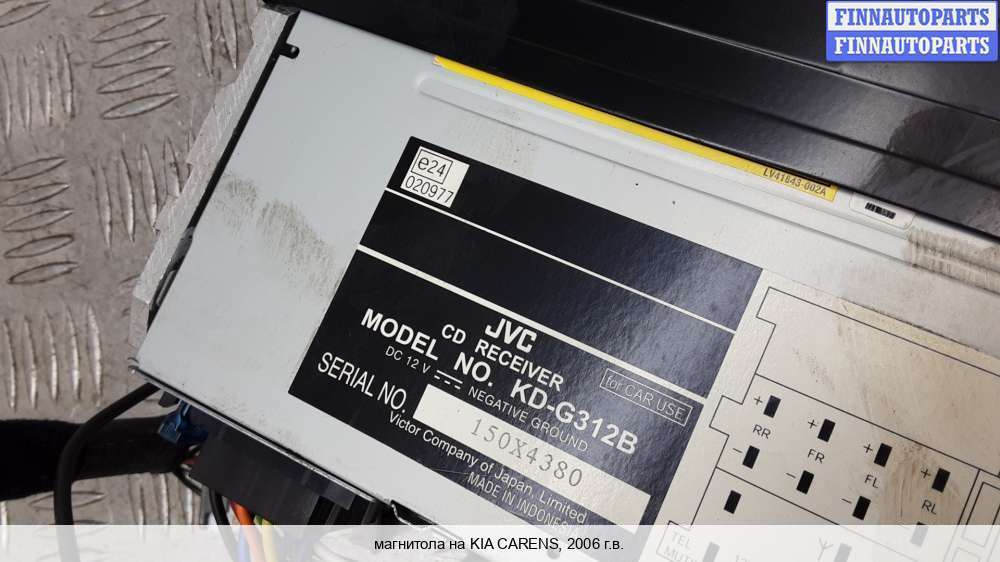 FINNAUTOPARTS
FINNAUTOPARTS
LV41843-002A
e24
020977
JVC
CD RECEIVER
for CAR USE
MODEL NO. KD-G312B
DC 12 V NEGATIVE GROUND
SERIAL NO. 150X4380
Victor Company of Japan, Limited
MADE IN
+ + + +
RR FR FL RL
- - -
TEL
MUT
магнитола на KIA CARENS, 2006 г.в.